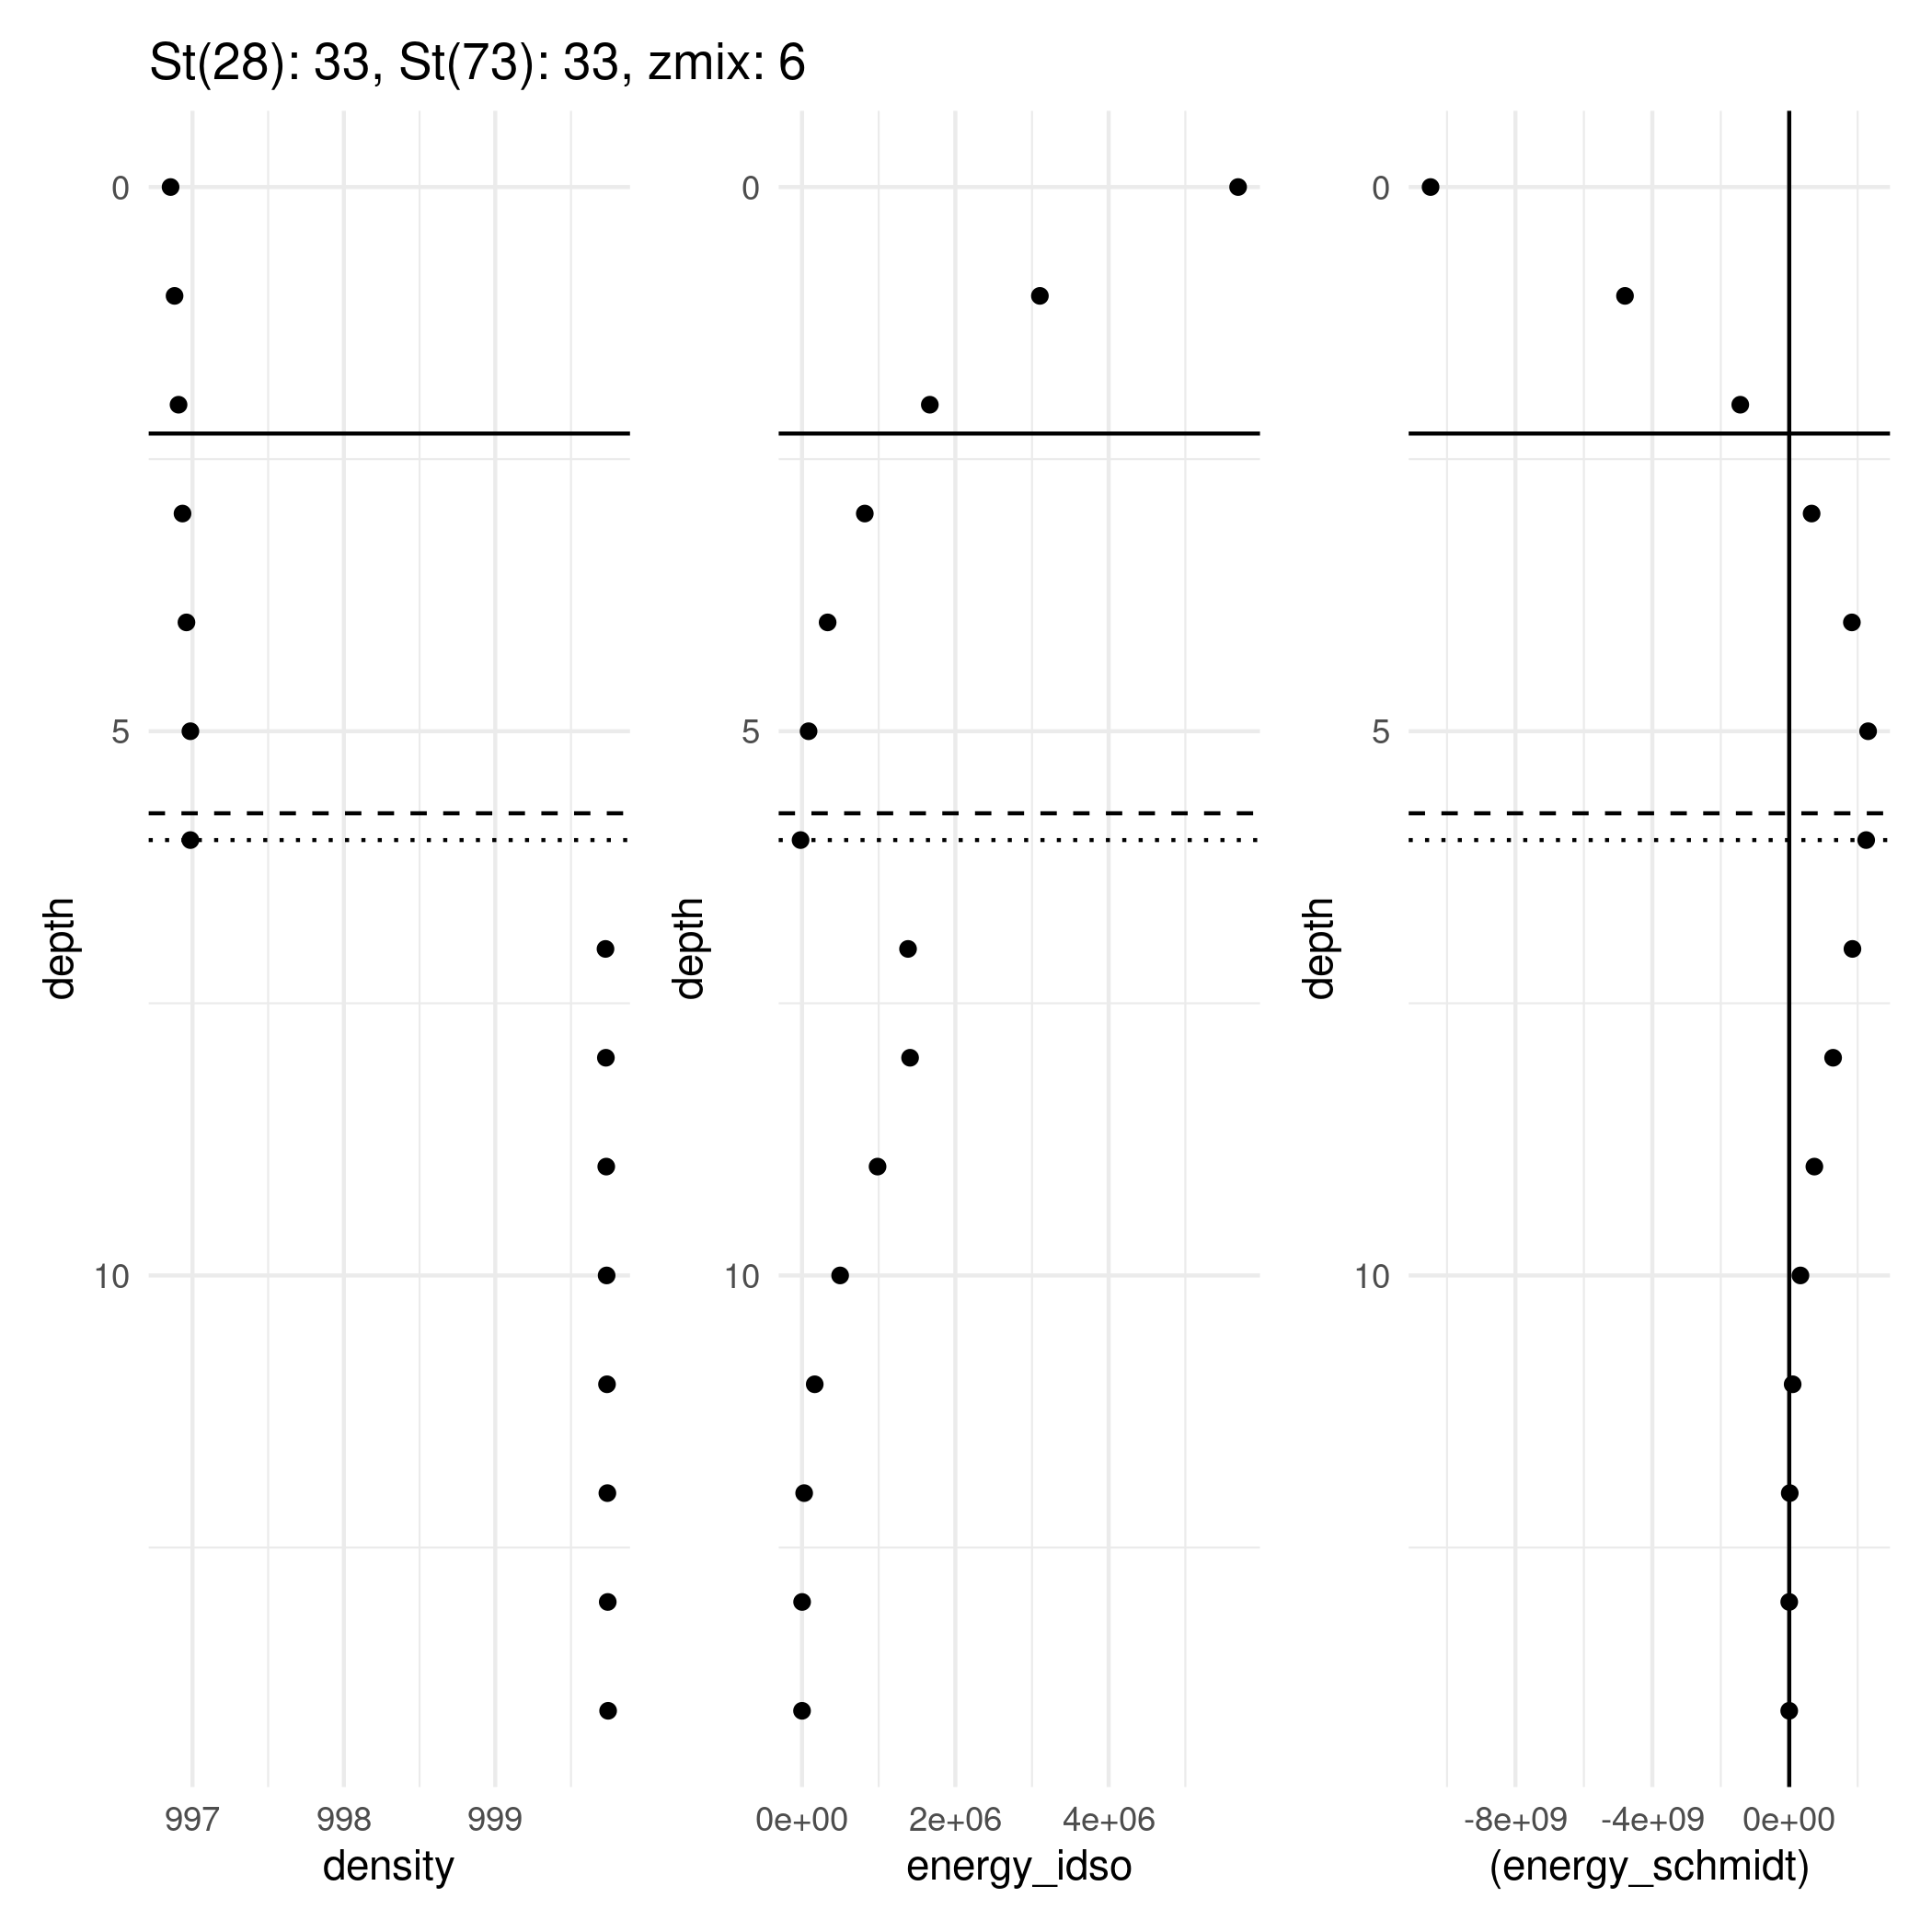 St(28): 33, St(73): 33, zmix: 6
0
5
10
depth
997 998 999
density
0
5
10
depth
0e+00 2e+06 4e+06
energy_idso
0
5
10
depth
-8e+09 -4e+09 0e+00
(energy_schmidt)